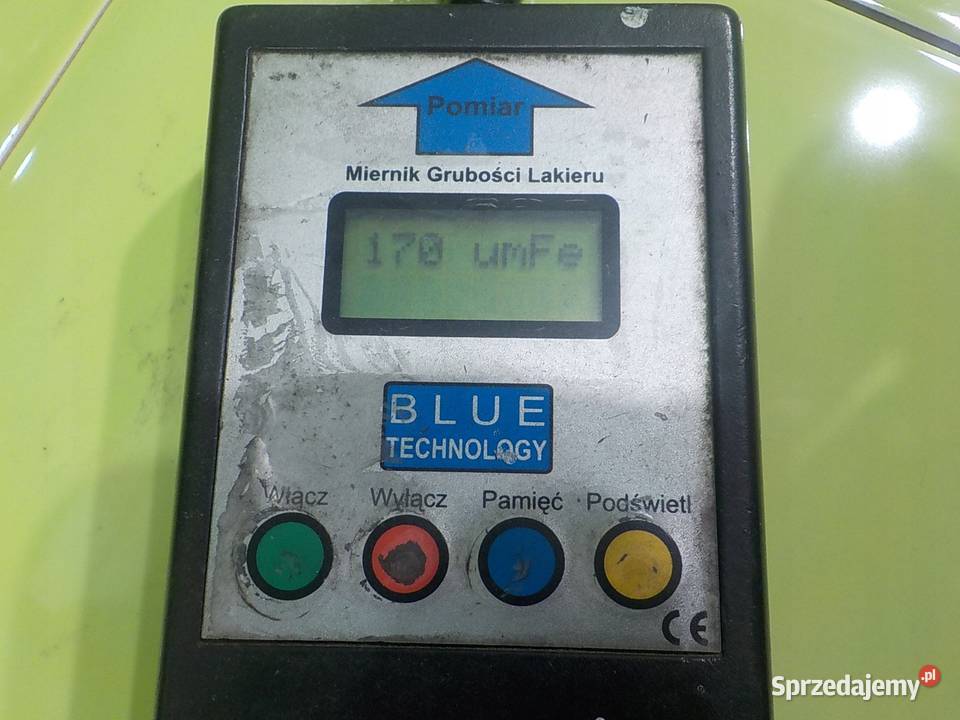 Pomiar
Miernik Grubości Lakieru
170 umFe
BLUE
TECHNOLOGY
Włącz Wyłącz Pamięć Podświetl
CE
Sprzedajemy.pl